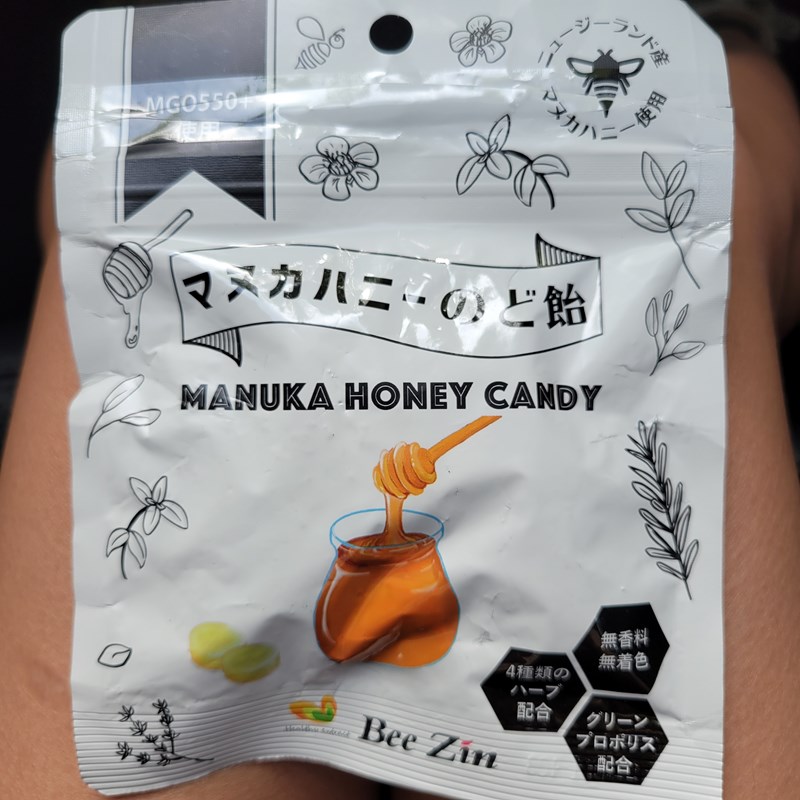 MGO550+
使用
ニュージーランド産
マヌカハニー使用
マヌカハニーのど飴
MANUKA HONEY CANDY
無香料
無着色
4種類の
ハーブ
配合
グリーン
プロポリス
配合
Bee Zin